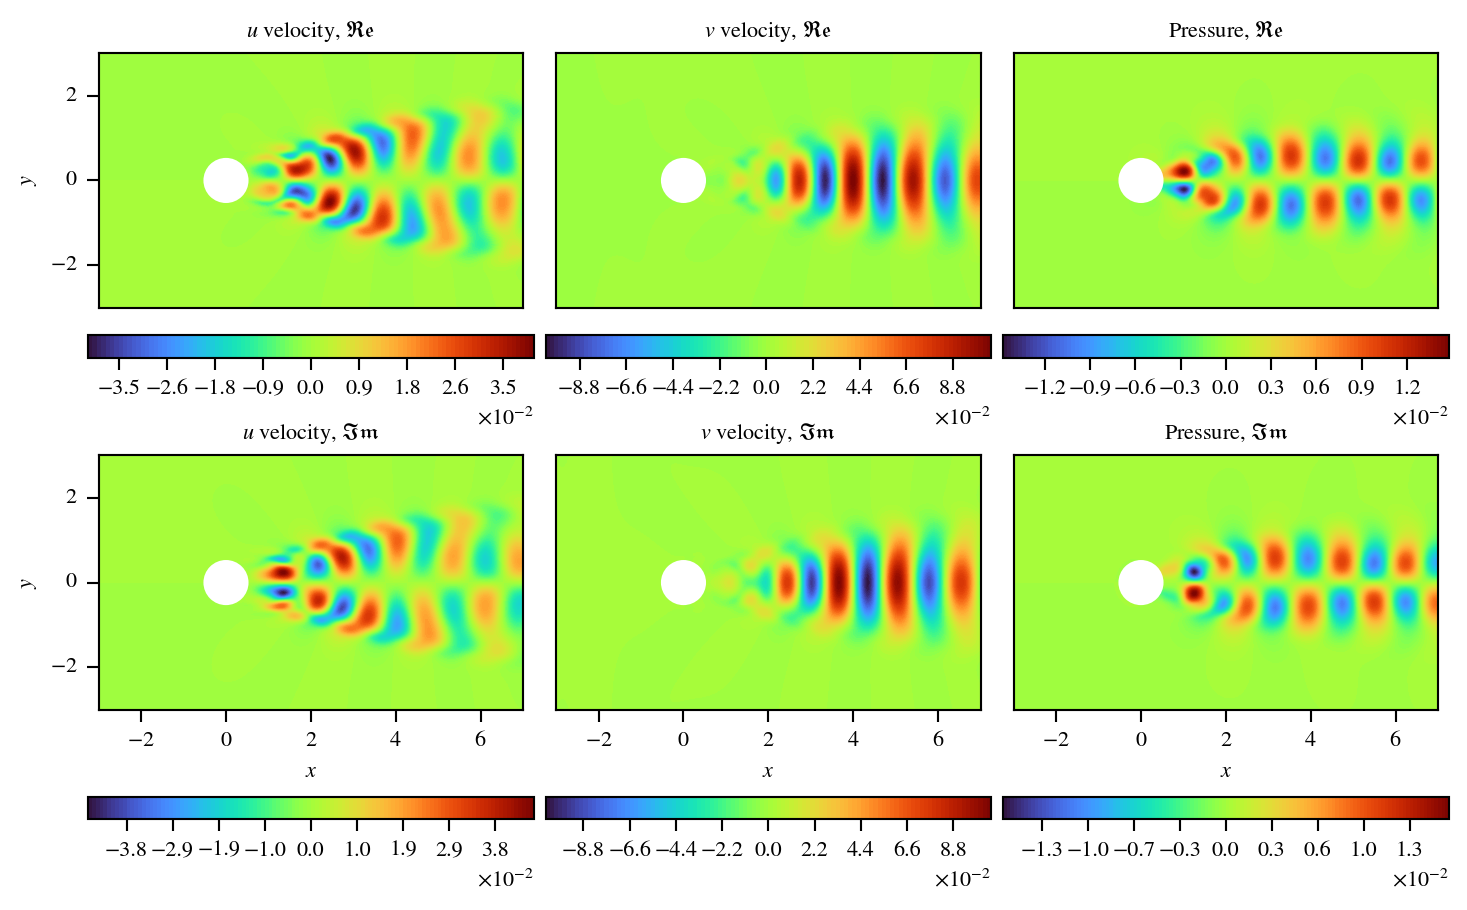 u velocity, 𝕽𝖊 v velocity, 𝕽𝖊 Pressure, 𝕽𝖊
y
2
0
−2
−3.5 −2.6 −1.8 −0.9 0.0 0.9 1.8 2.6 3.5
×10⁻²
−8.8 −6.6 −4.4 −2.2 0.0 2.2 4.4 6.6 8.8
×10⁻²
−1.2 −0.9 −0.6 −0.3 0.0 0.3 0.6 0.9 1.2
×10⁻²
u velocity, 𝕴𝖒 v velocity, 𝕴𝖒 Pressure, 𝕴𝖒
y
2
0
−2
−2 0 2 4 6 −2 0 2 4 6 −2 0 2 4 6
x x x
−3.8 −2.9 −1.9 −1.0 0.0 1.0 1.9 2.9 3.8
×10⁻²
−8.8 −6.6 −4.4 −2.2 0.0 2.2 4.4 6.6 8.8
×10⁻²
−1.3 −1.0 −0.7 −0.3 0.0 0.3 0.6 1.0 1.3
×10⁻²